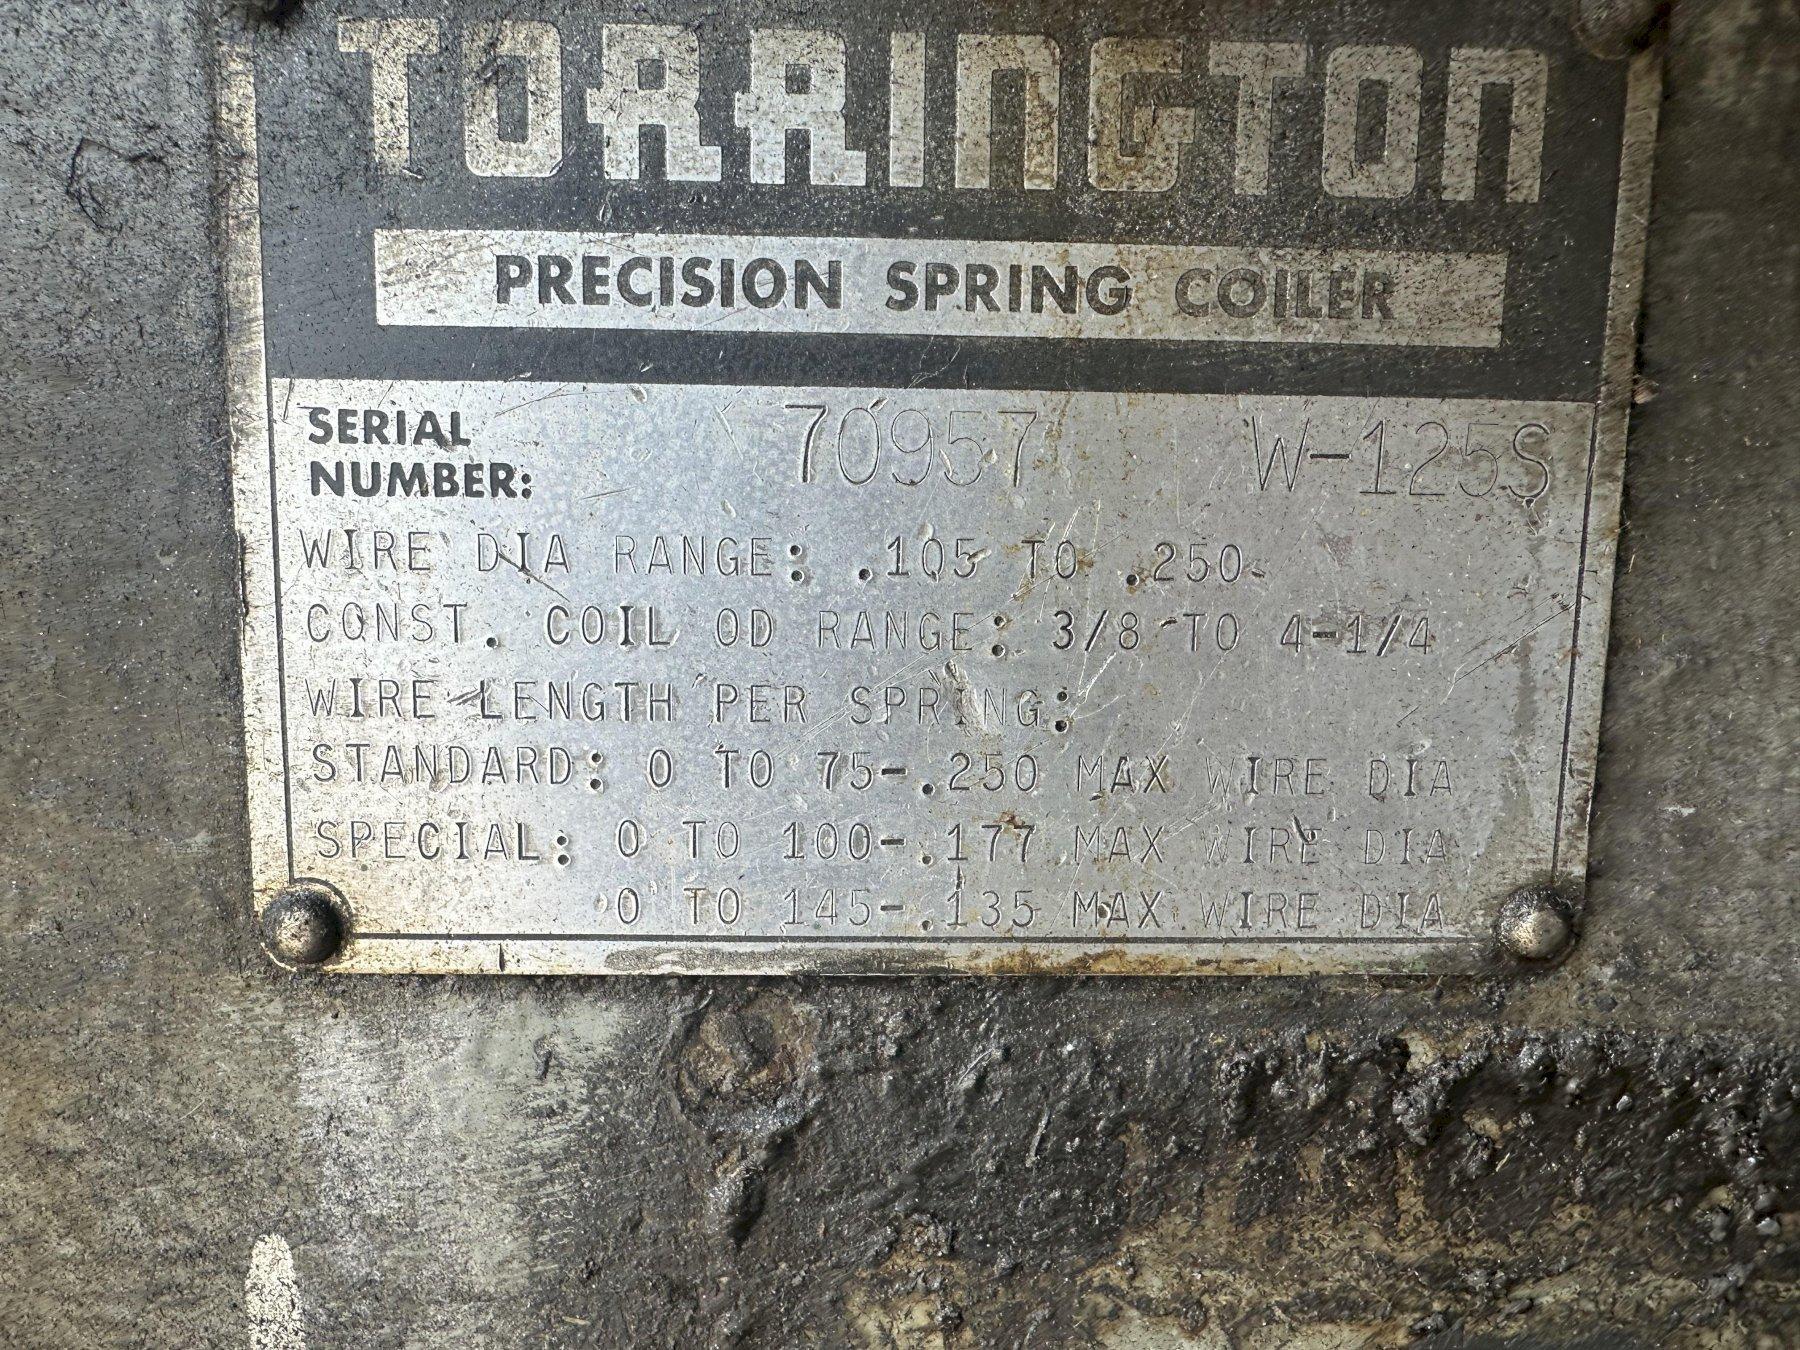 TORRINGTON
PRECISION SPRING COILER
SERIAL NUMBER: 70957 W-125S
WIRE DIA RANGE: .105 TO .250
CONST. COIL OD RANGE: 3/8 TO 4-1/4
WIRE LENGTH PER SPRING:
STANDARD: 0 TO 75-.250 MAX WIRE DIA
SPECIAL: 0 TO 100-.177 MAX WIRE DIA
0 TO 145-.135 MAX WIRE DIA